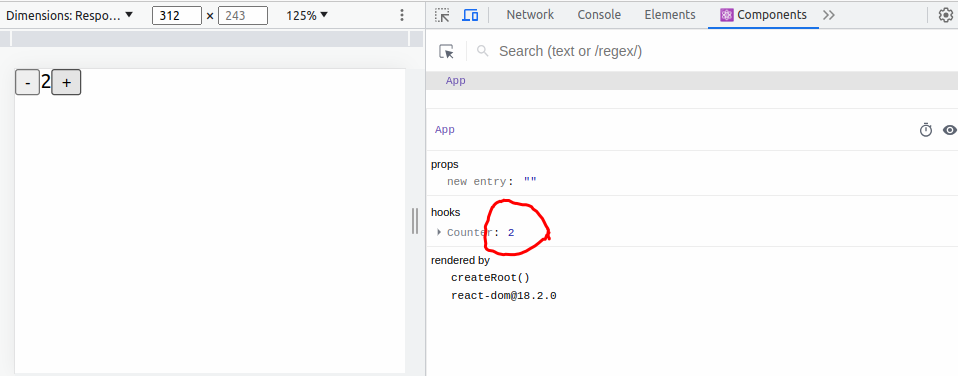 Dimensions: Respo... 312 × 243 125%
Network Console Elements Components
Search (text or /regex/)
App
- 2 +
App
props
new entry: ""
hooks
Counter: 2
rendered by
createRoot()
react-dom@18.2.0